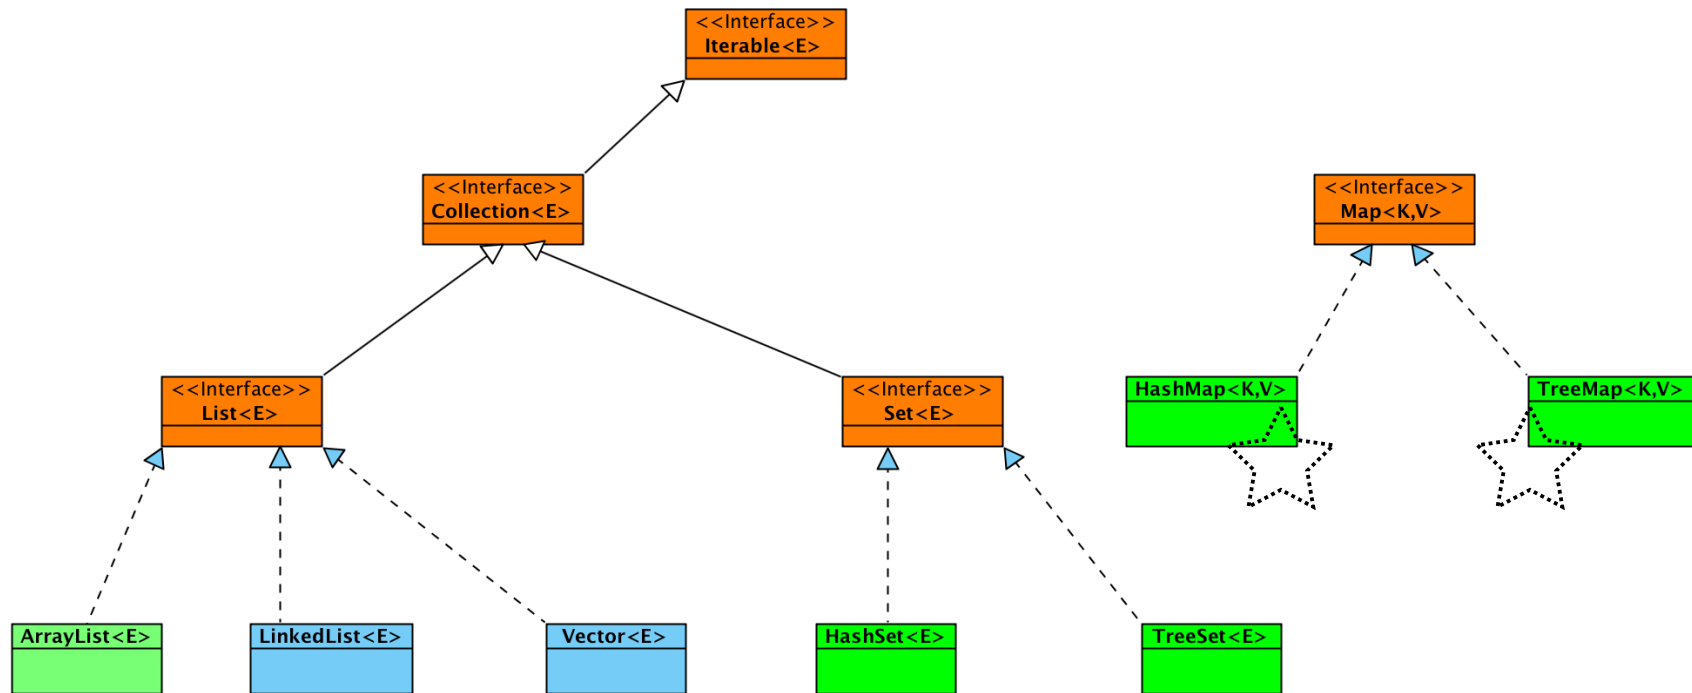 <<Interface>>
Iterable<E>
<<Interface>>
Collection<E>
<<Interface>>
Map<K,V>
<<Interface>>
List<E>
<<Interface>>
Set<E>
HashMap<K,V>
TreeMap<K,V>
ArrayList<E>
LinkedList<E>
Vector<E>
HashSet<E>
TreeSet<E>